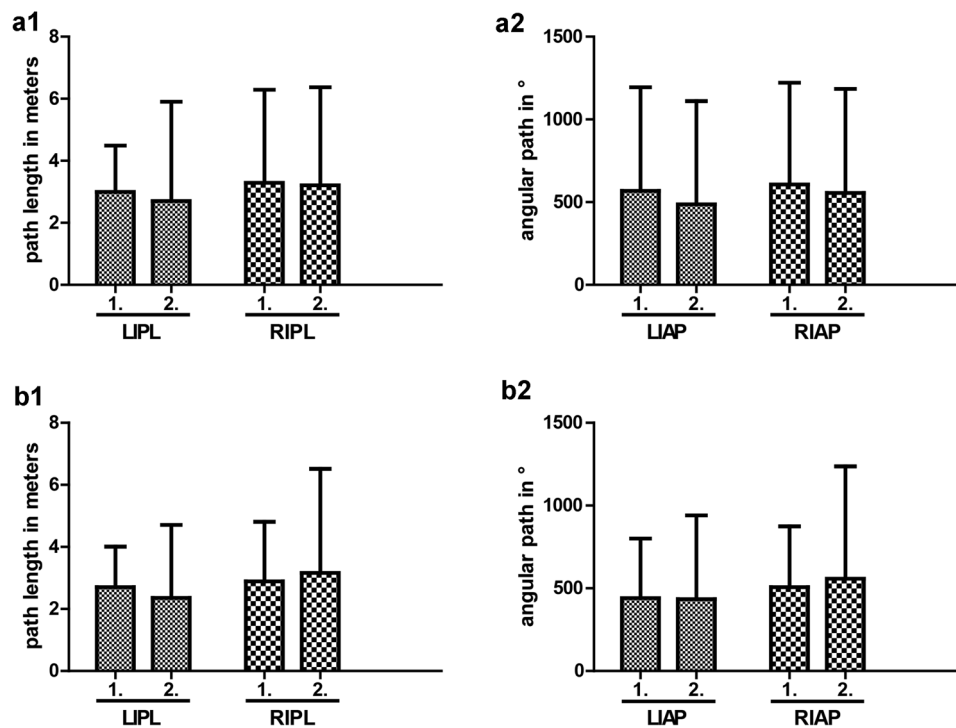 a1
path length in meters
8
6
4
2
0
1. 2. 1. 2.
LIPL RIPL
a2
angular path in °
1500
1000
500
0
1. 2. 1. 2.
LIAP RIAP
b1
path length in meters
8
6
4
2
0
1. 2. 1. 2.
LIPL RIPL
b2
angular path in °
1500
1000
500
0
1. 2. 1. 2.
LIAP RIAP